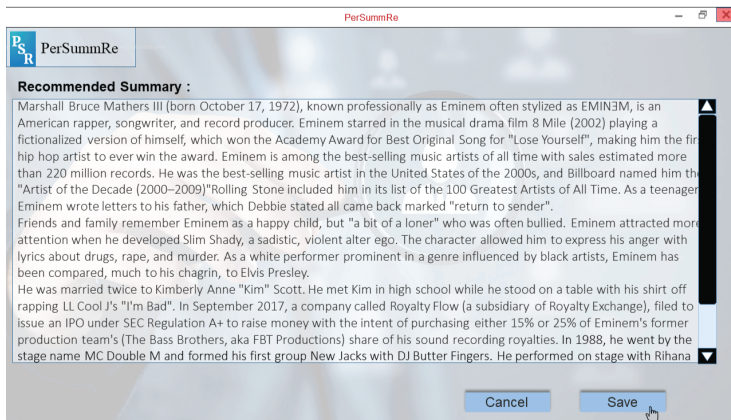 PerSummRe
PSR PerSummRe
Recommended Summary :
Marshall Bruce Mathers III (born October 17, 1972), known professionally as Eminem often stylized as EMINƎM, is an
American rapper, songwriter, and record producer. Eminem starred in the musical drama film 8 Mile (2002) playing a
fictionalized version of himself, which won the Academy Award for Best Original Song for "Lose Yourself", making him the fir
hip hop artist to ever win the award. Eminem is among the best-selling music artists of all time with sales estimated more
than 220 million records. He was the best-selling music artist in the United States of the 2000s, and Billboard named him th
"Artist of the Decade (2000–2009)"Rolling Stone included him in its list of the 100 Greatest Artists of All Time. As a teenager
Eminem wrote letters to his father, which Debbie stated all came back marked "return to sender".
Friends and family remember Eminem as a happy child, but "a bit of a loner" who was often bullied. Eminem attracted more
attention when he developed Slim Shady, a sadistic, violent alter ego. The character allowed him to express his anger with
lyrics about drugs, rape, and murder. As a white performer prominent in a genre influenced by black artists, Eminem has
been compared, much to his chagrin, to Elvis Presley.
He was married twice to Kimberly Anne "Kim" Scott. He met Kim in high school while he stood on a table with his shirt off
rapping LL Cool J's "I'm Bad". In September 2017, a company called Royalty Flow (a subsidiary of Royalty Exchange), filed to
issue an IPO under SEC Regulation A+ to raise money with the intent of purchasing either 15% or 25% of Eminem's former
production team's (The Bass Brothers, aka FBT Productions) share of his sound recording royalties. In 1988, he went by the
stage name MC Double M and formed his first group New Jacks with DJ Butter Fingers. He performed on stage with Rihana
Cancel Save